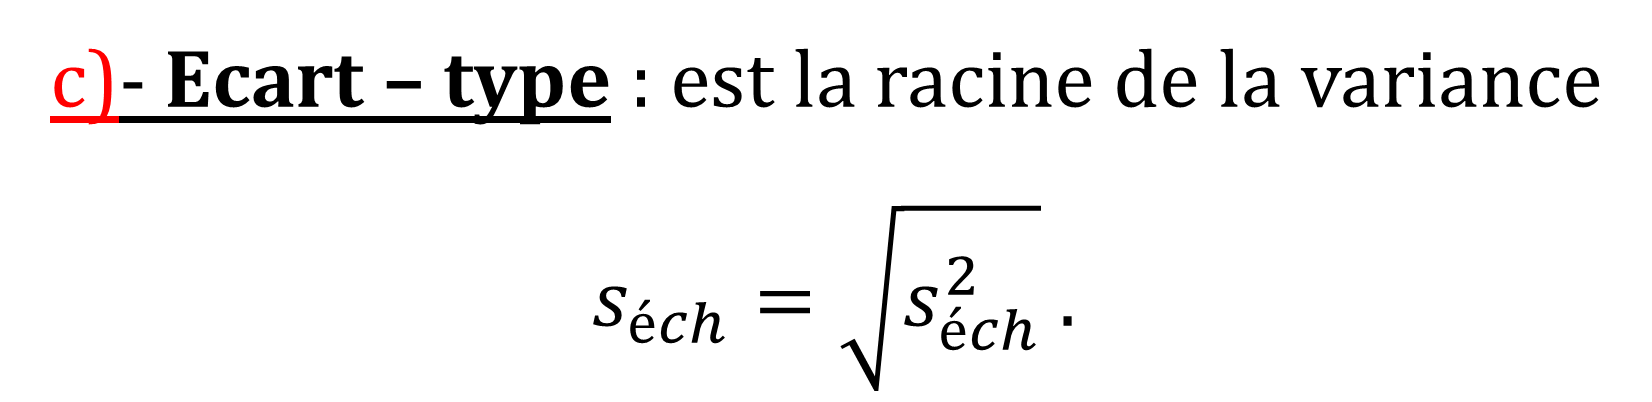 c)- Ecart – type : est la racine de la variance
s_éch = √(s²_éch) .